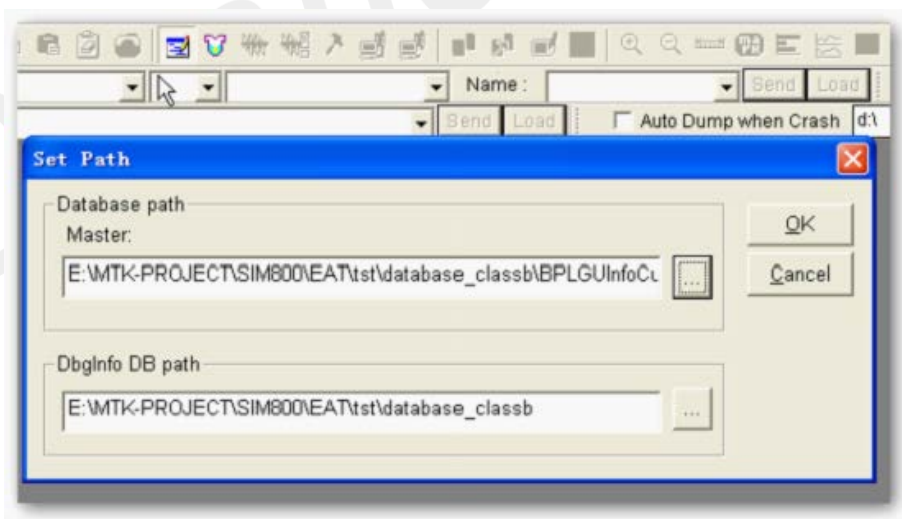 Name :
Send
Load
Send
Load
Auto Dump when Crash
d:\
Set Path
Database path
Master:
E:\MTK-PROJECT\SIM800\EAT\tst\database_classb\BPLGUInfoCu
...
OK
Cancel
DbgInfo DB path
E:\MTK-PROJECT\SIM800\EAT\tst\database_classb
...